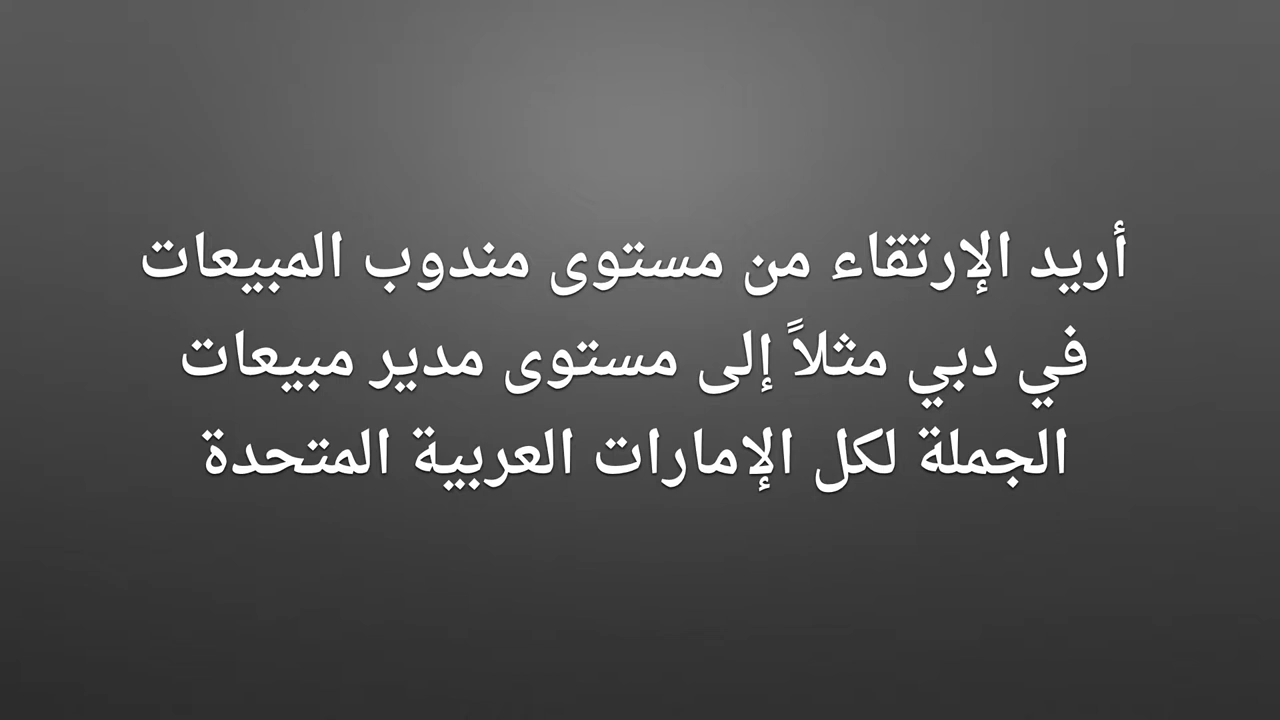 أريد الإرتقاء من مستوى مندوب المبيعات
في دبي مثلاً إلى مستوى مدير مبيعات
الجملة لكل الإمارات العربية المتحدة